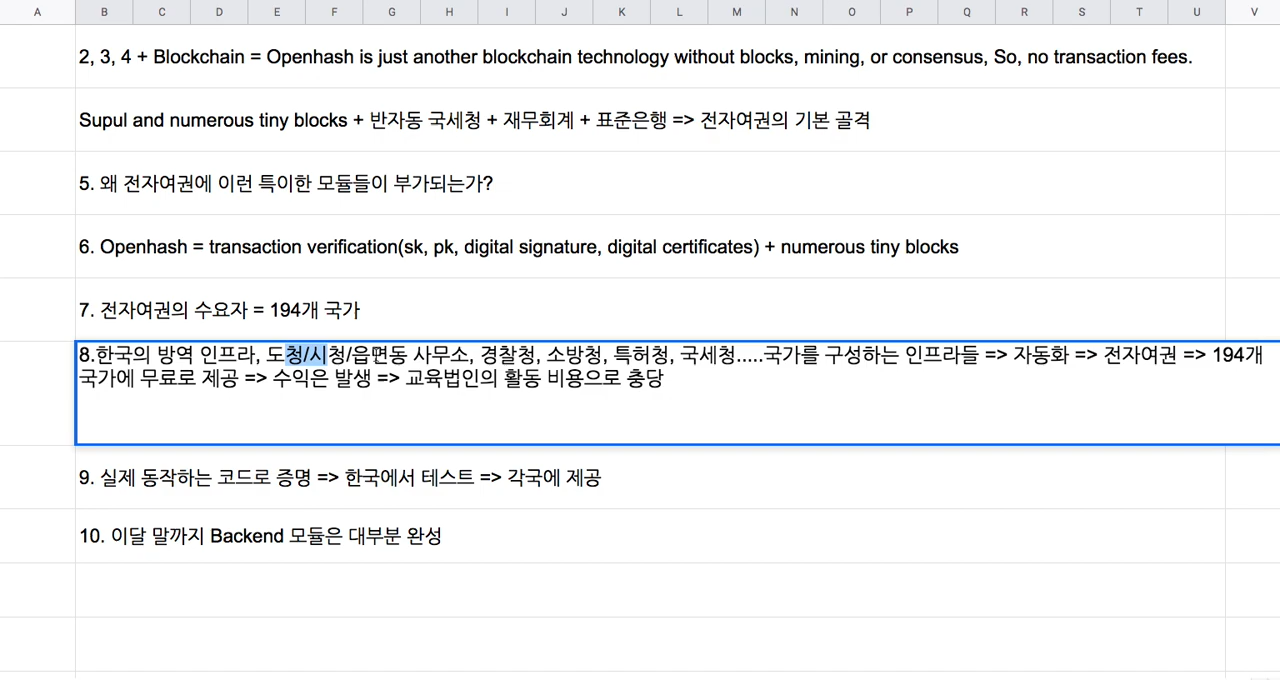 A B C D E F G H I J K L M N O P Q R S T U V
2, 3, 4 + Blockchain = Openhash is just another blockchain technology without blocks, mining, or consensus, So, no transaction fees.
Supul and numerous tiny blocks + 반자동 국세청 + 재무회계 + 표준은행 => 전자여권의 기본 골격
5. 왜 전자여권에 이런 특이한 모듈들이 부가되는가?
6. Openhash = transaction verification(sk, pk, digital signature, digital certificates) + numerous tiny blocks
7. 전자여권의 수요자 = 194개 국가
8.한국의 방역 인프라, 도청/시청/읍면동 사무소, 경찰청, 소방청, 특허청, 국세청.....국가를 구성하는 인프라들 => 자동화 => 전자여권 => 194개
국가에 무료로 제공 => 수익은 발생 => 교육법인의 활동 비용으로 충당
9. 실제 동작하는 코드로 증명 => 한국에서 테스트 => 각국에 제공
10. 이달 말까지 Backend 모듈은 대부분 완성